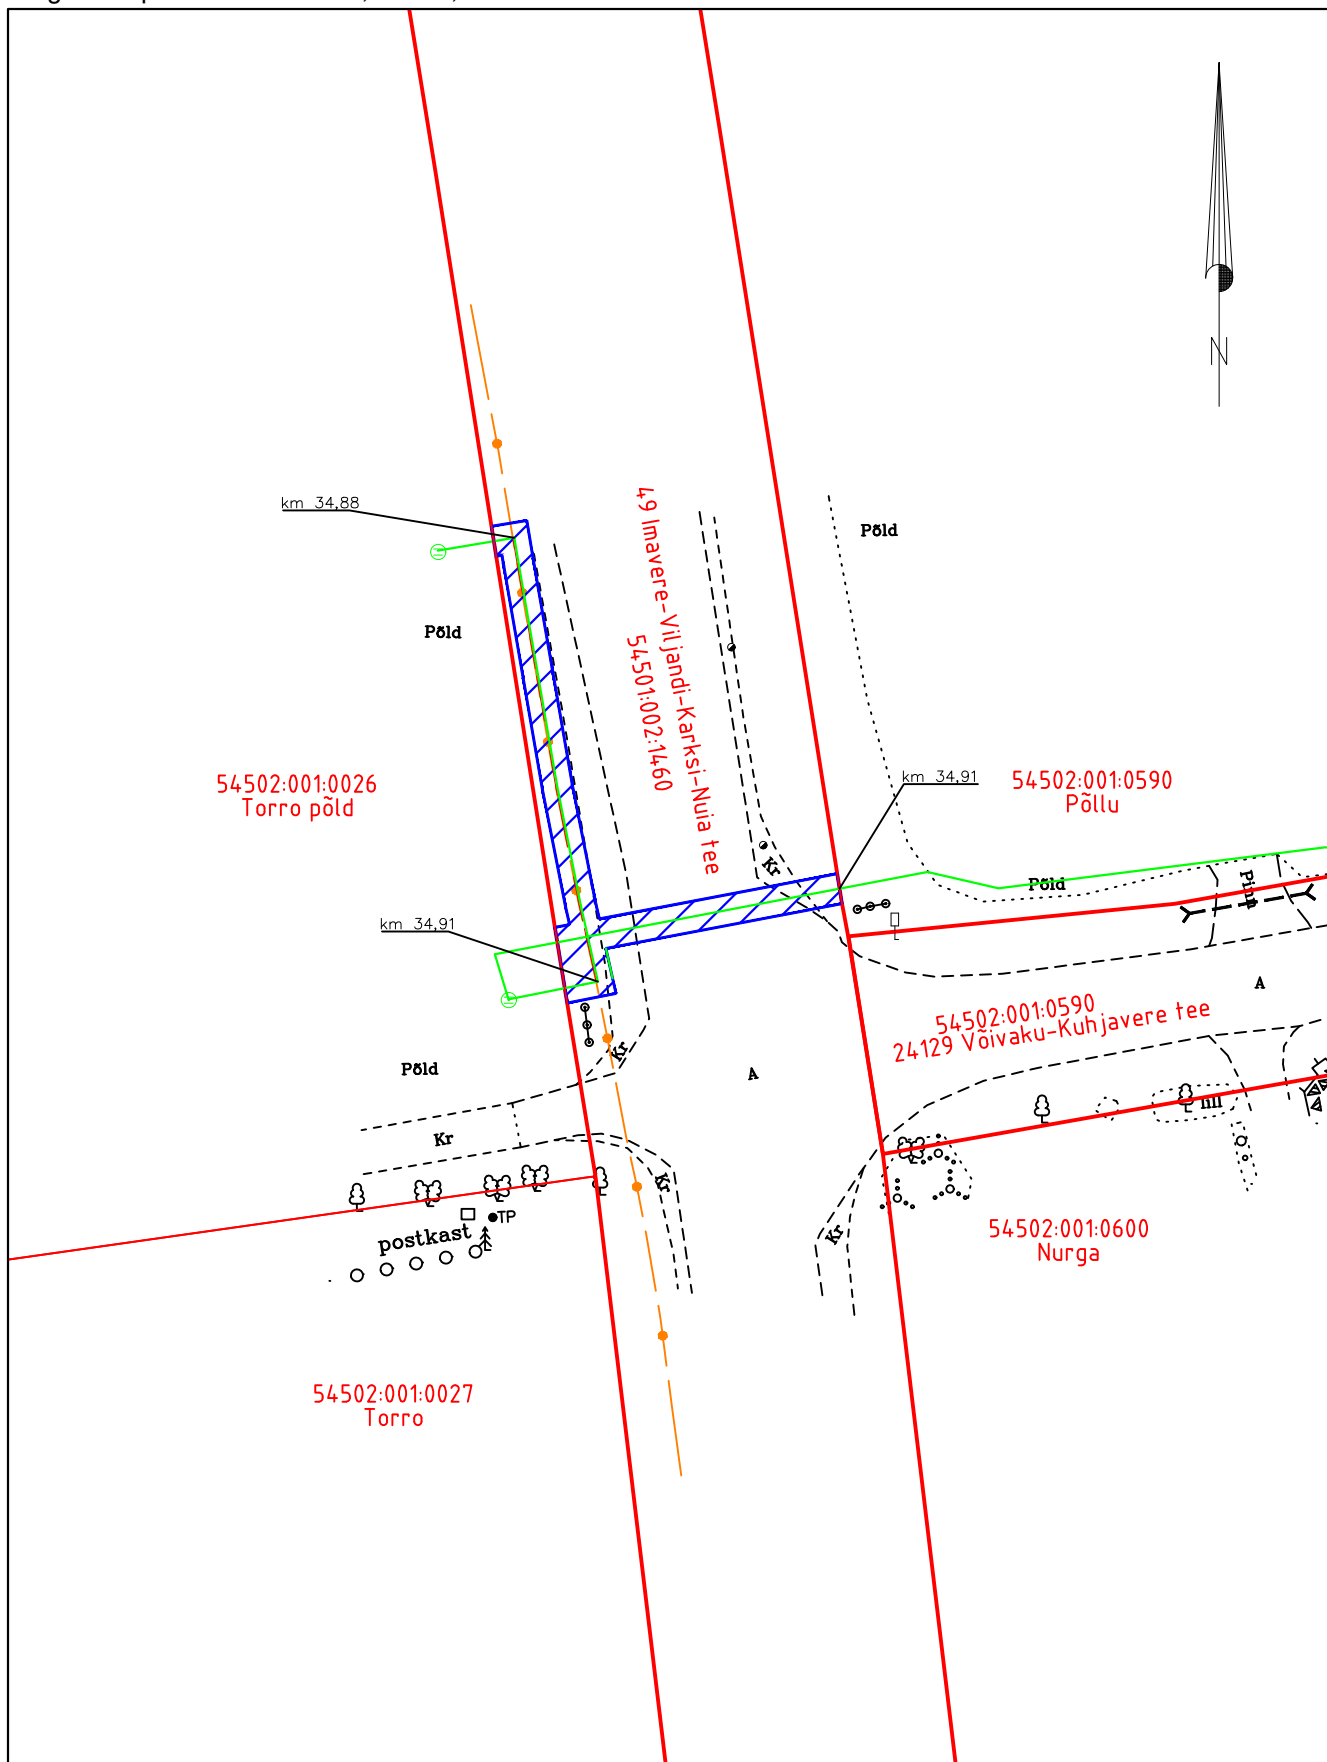 N
km 34,88
Põld
Põld
49 Imavere-Viljandi-Karksi-Nuia tee
54501:002:1460
54502:001:0026
Torro põld
km 34,91
54502:001:0590
Põllu
Kr
Põld
Pinn
km 34,91
A
54502:001:0590
24129 Võivaku-Kuhjavere tee
Kr
Põld
A
lill
Kr
Kr
TP
postkast
Kr
54502:001:0600
Nurga
54502:001:0027
Torro